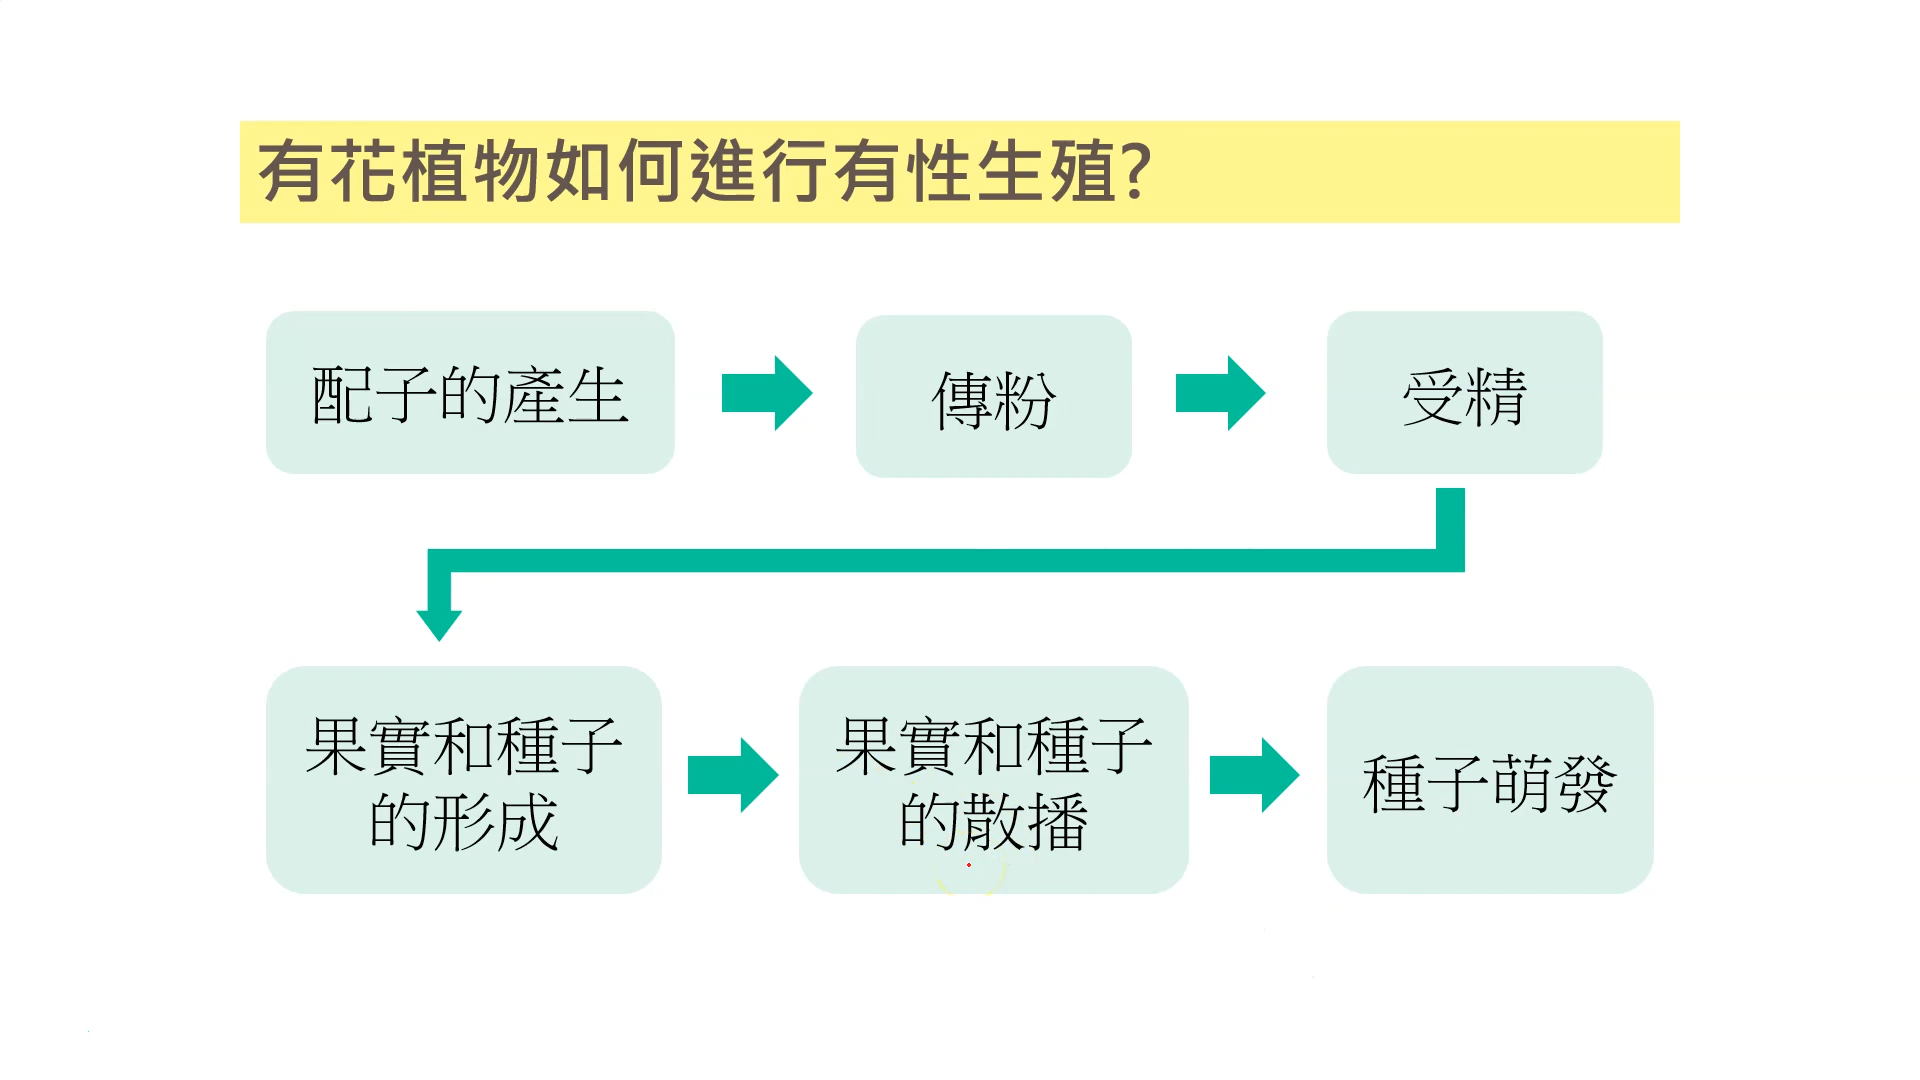 有花植物如何進行有性生殖?
配子的產生
傳粉
受精
果實和種子
的形成
果實和種子
的散播
種子萌發